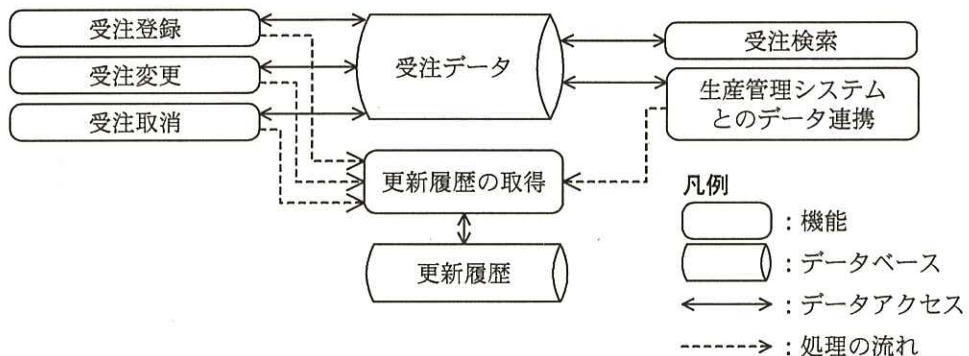 受注登録
受注変更
受注取消
受注データ
受注検索
生産管理システム
とのデータ連携
更新履歴の取得
更新履歴
凡例
：機能
：データベース
：データアクセス
：処理の流れ